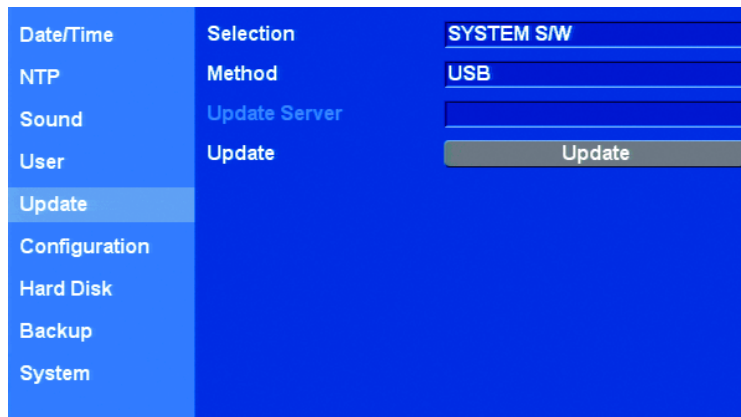 Date/Time
NTP
Sound
User
Update
Configuration
Hard Disk
Backup
System
Selection SYSTEM S/W
Method USB
Update Server
Update Update